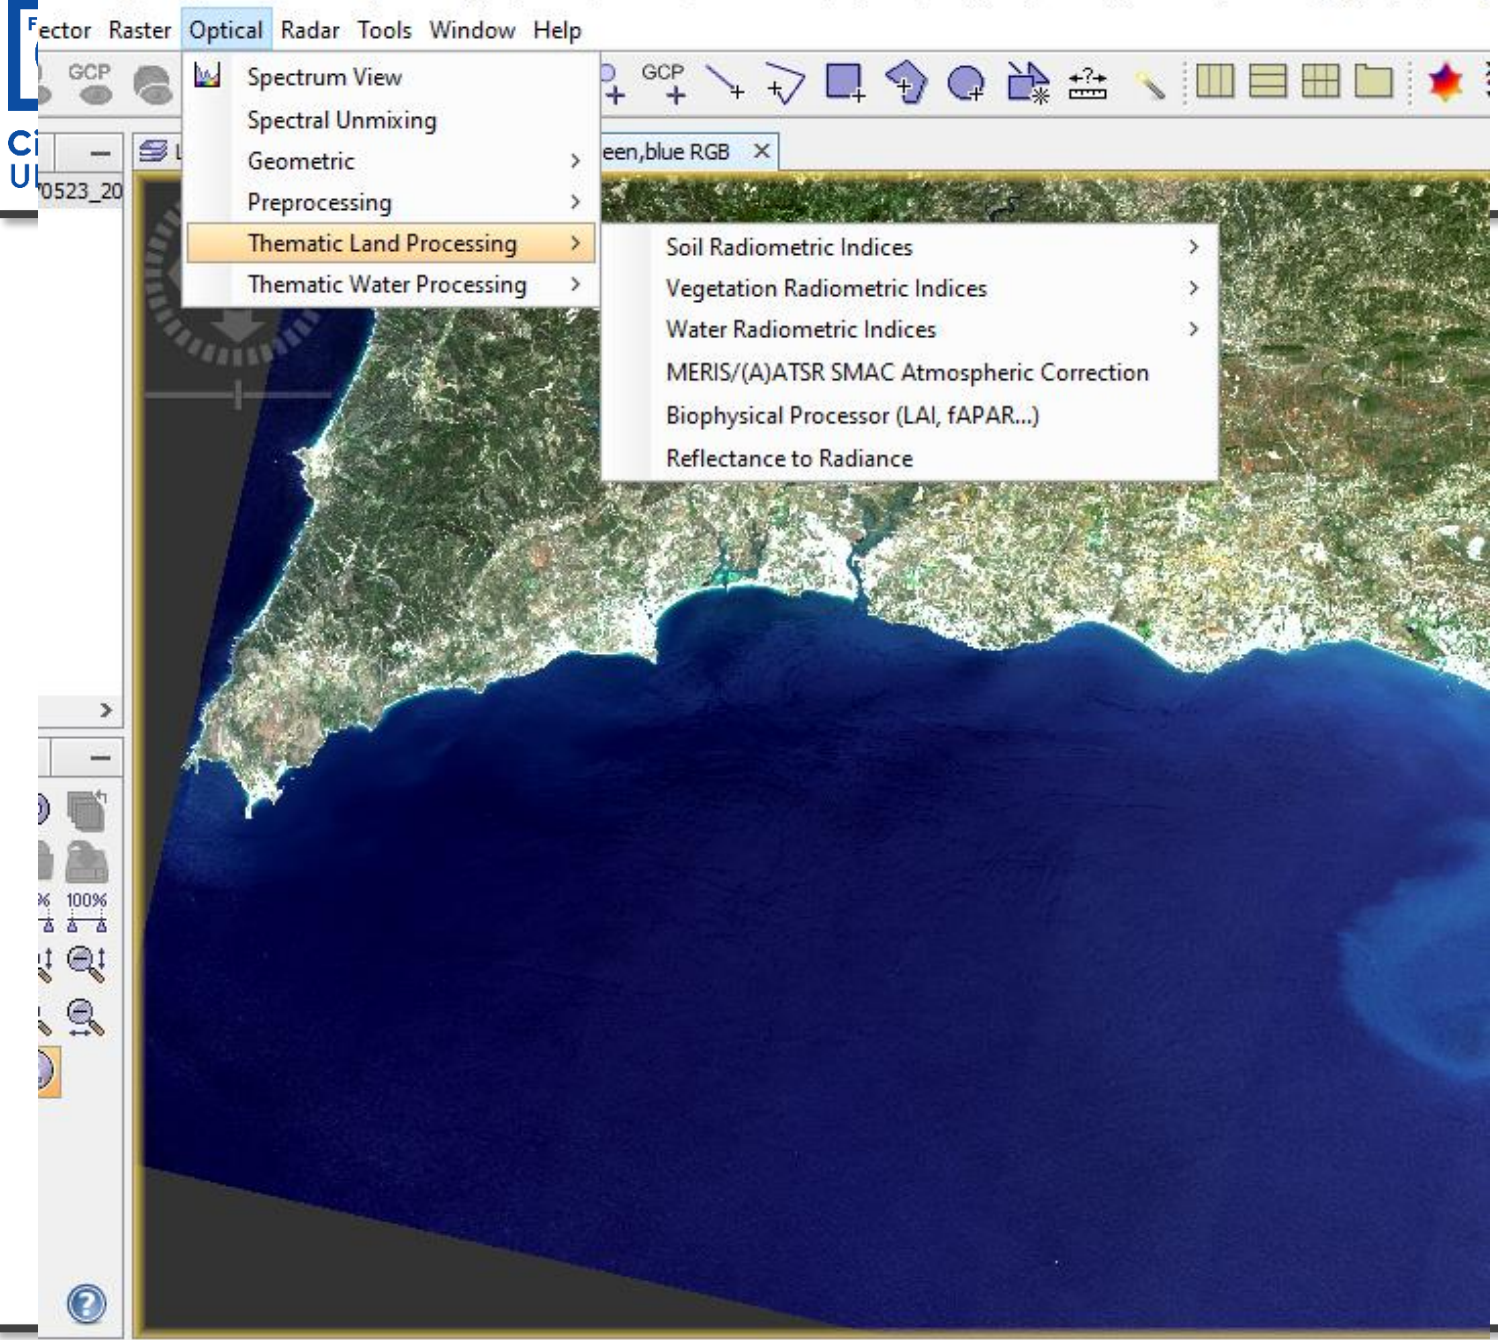 ector Raster Optical Radar Tools Window Help
GCP
GCP
Spectrum View
Spectral Unmixing
Geometric
Preprocessing
Thematic Land Processing
Thematic Water Processing
een,blue RGB
0523_20
Soil Radiometric Indices
Vegetation Radiometric Indices
Water Radiometric Indices
MERIS/(A)ATSR SMAC Atmospheric Correction
Biophysical Processor (LAI, fAPAR...)
Reflectance to Radiance
% 100%